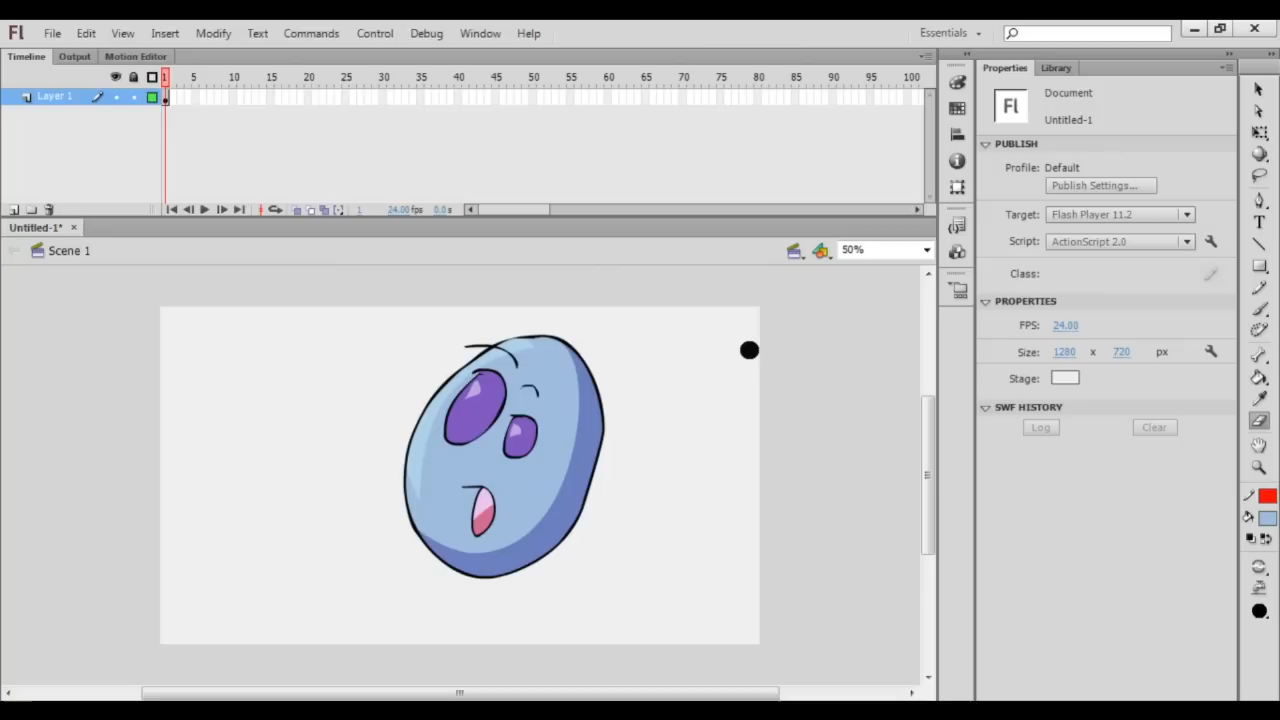 Fl File Edit View Insert Modify Text Commands Control Debug Window Help Essentials
Timeline Output Motion Editor
1 5 10 15 20 25 30 35 40 45 50 55 60 65 70 75 80 85 90 95 100
Layer 1
1 24.00 fps 0.0 s
Untitled-1*
Scene 1 50%
Properties Library
Fl Document
Untitled-1
PUBLISH
Profile: Default
Publish Settings...
Target: Flash Player 11.2
Script: ActionScript 2.0
Class:
PROPERTIES
FPS: 24.00
Size: 1280 x 720 px
Stage:
SWF HISTORY
Log Clear
T